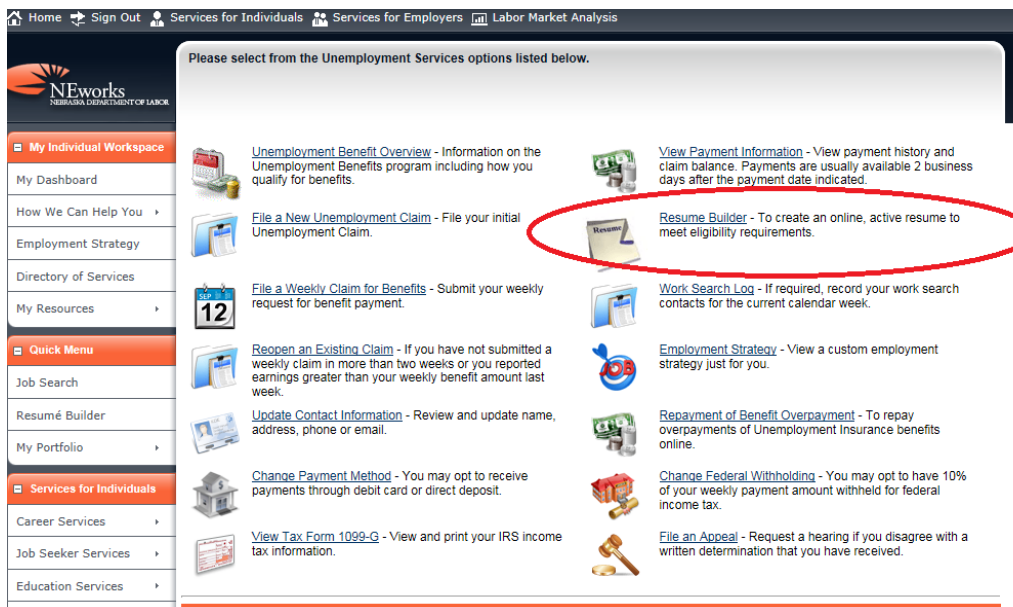 Home Sign Out Services for Individuals Services for Employers Labor Market Analysis
NEworks
NEBRASKA DEPARTMENT OF LABOR
My Individual Workspace
My Dashboard
How We Can Help You
Employment Strategy
Directory of Services
My Resources
Quick Menu
Job Search
Resumé Builder
My Portfolio
Services for Individuals
Career Services
Job Seeker Services
Education Services
Please select from the Unemployment Services options listed below.
Unemployment Benefit Overview - Information on the
Unemployment Benefits program including how you
qualify for benefits.
File a New Unemployment Claim - File your initial
Unemployment Claim.
SEP
12
File a Weekly Claim for Benefits - Submit your weekly
request for benefit payment.
Reopen an Existing Claim - If you have not submitted a
weekly claim in more than two weeks or you reported
earnings greater than your weekly benefit amount last
week.
Update Contact Information - Review and update name,
address, phone or email.
Change Payment Method - You may opt to receive
payments through debit card or direct deposit.
View Tax Form 1099-G - View and print your IRS income
tax information.
View Payment Information - View payment history and
claim balance. Payments are usually available 2 business
days after the payment date indicated.
Resume
Resume Builder - To create an online, active resume to
meet eligibility requirements.
Work Search Log - If required, record your work search
contacts for the current calendar week.
JOB
Employment Strategy - View a custom employment
strategy just for you.
Repayment of Benefit Overpayment - To repay
overpayments of Unemployment Insurance benefits
online.
Change Federal Withholding - You may opt to have 10%
of your weekly payment amount withheld for federal
income tax.
File an Appeal - Request a hearing if you disagree with a
written determination that you have received.